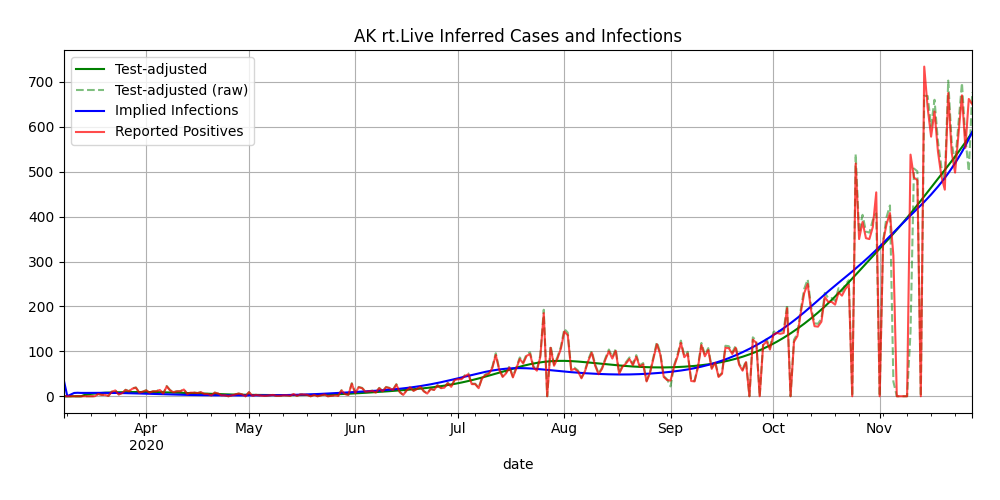 AK rt.Live Inferred Cases and Infections
Test-adjusted
Test-adjusted (raw)
Implied Infections
Reported Positives
700
600
500
400
300
200
100
0
Apr May Jun Jul Aug Sep Oct Nov
2020
date